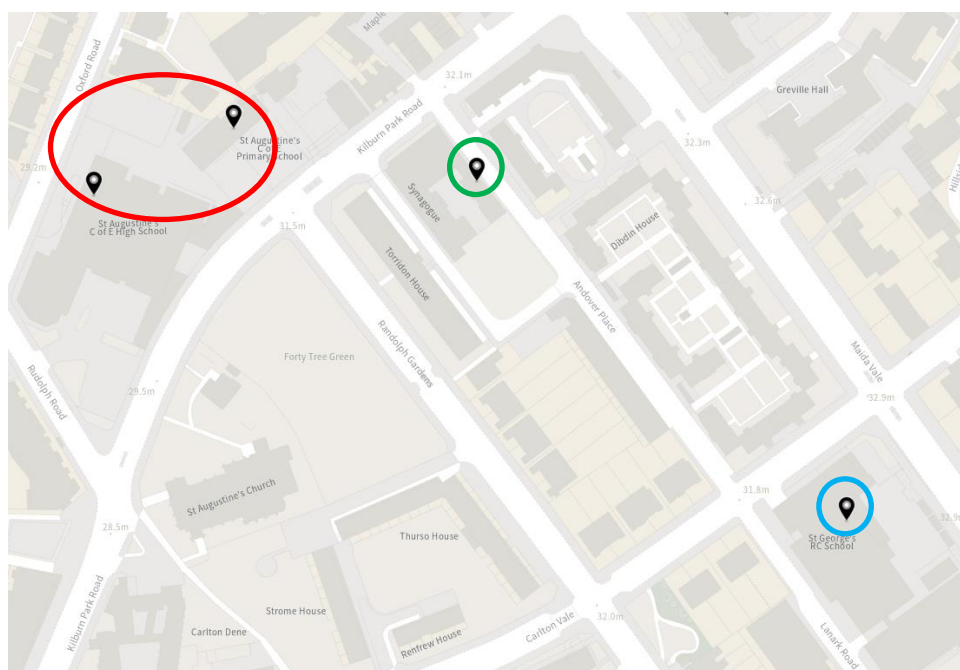 Oxford Road
Maple
32.1m
Greville Hall
Kilburn Park Road
St Augustine's
C of E
Primary School
32.3m
29.2m
Synagogue
32.6m
St Augustine's
C of E High School
31.5m
Dibdin House
Torridon House
Andover Place
Randolph Gardens
Forty Tree Green
Maida Vale
Rudolph Road
29.5m
32.9m
St Augustine's Church
31.8m
28.5m
Thurso House
St George's
RC School
Strome House
32.0m
Carlton Vale
Kilburn Park Road
Carlton Dene
Renfrew House
Lanark Road